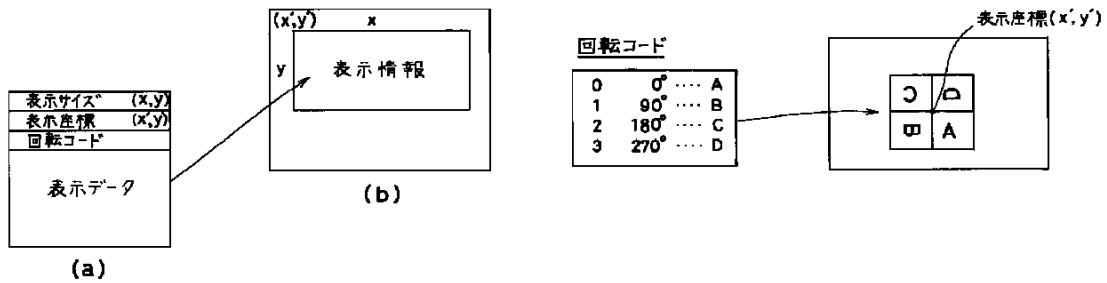 表示サイズ (x,y)
表示座標 (x',y')
回転コード
表示データ
(a)
(x',y') x
y 表示情報
(b)
回転コード
0 0° ···· A
1 90° ···· B
2 180° ···· C
3 270° ···· D
表示座標(x',y')
C D
B A